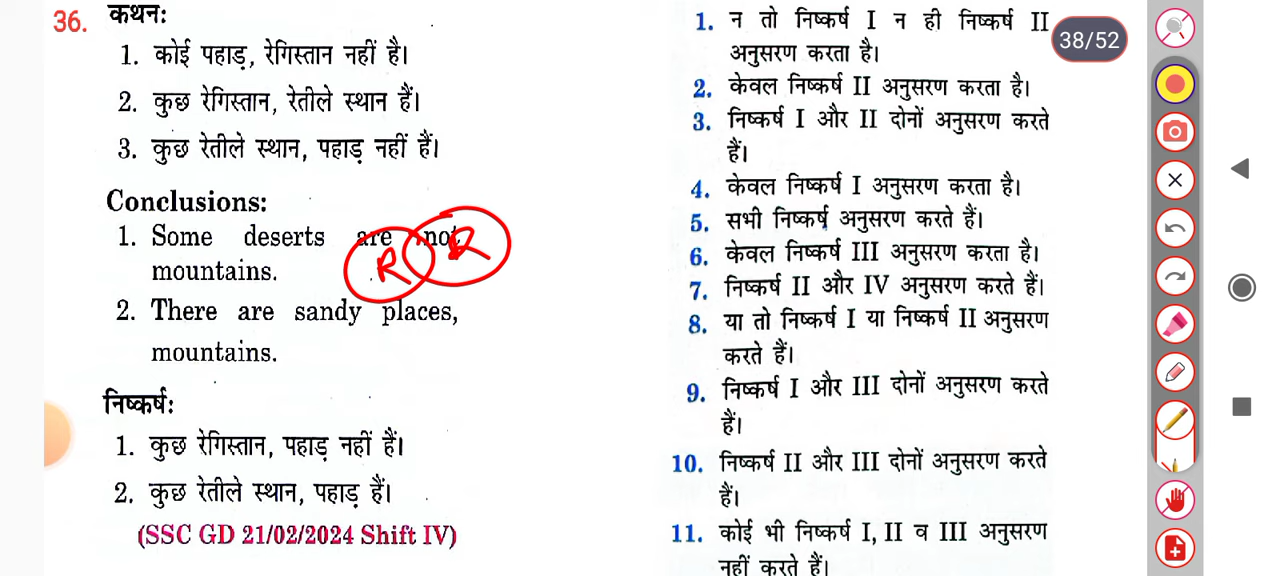 36. कथन:
1. कोई पहाड़, रेगिस्तान नहीं है।
2. कुछ रेगिस्तान, रेतीले स्थान हैं।
3. कुछ रेतीले स्थान, पहाड़ नहीं हैं।
Conclusions:
1. Some deserts are not
mountains.
2. There are sandy places,
mountains.
निष्कर्ष:
1. कुछ रेगिस्तान, पहाड़ नहीं हैं।
2. कुछ रेतीले स्थान, पहाड़ हैं।
(SSC GD 21/02/2024 Shift IV)
R R
1. न तो निष्कर्ष I न ही निष्कर्ष II
अनुसरण करता है।
2. केवल निष्कर्ष II अनुसरण करता है।
3. निष्कर्ष I और II दोनों अनुसरण करते
हैं।
4. केवल निष्कर्ष I अनुसरण करता है।
5. सभी निष्कर्ष अनुसरण करते हैं।
6. केवल निष्कर्ष III अनुसरण करता है।
7. निष्कर्ष II और IV अनुसरण करते हैं।
8. या तो निष्कर्ष I या निष्कर्ष II अनुसरण
करते हैं।
9. निष्कर्ष I और III दोनों अनुसरण करते
हैं।
10. निष्कर्ष II और III दोनों अनुसरण करते
हैं।
11. कोई भी निष्कर्ष I, II व III अनुसरण
नहीं करते हैं।
38/52